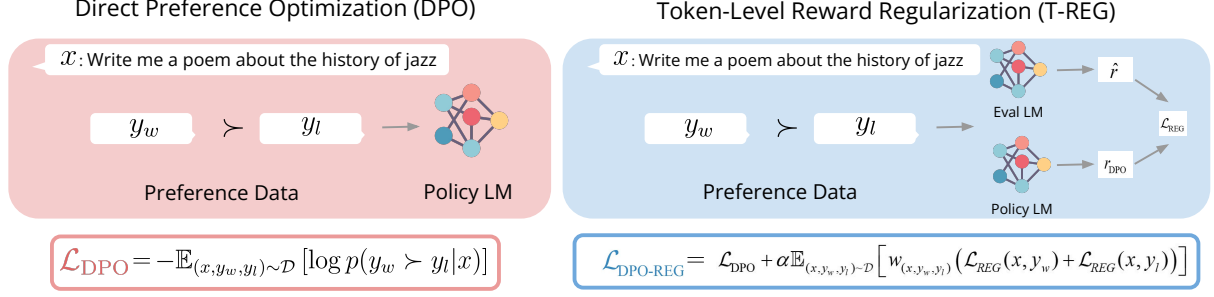 Direct Preference Optimization (DPO)
x: Write me a poem about the history of jazz
y_w ≻ y_l
Preference Data
Policy LM
ℒ_DPO = −𝔼_(x,y_w,y_l)∼𝒟 [log p(y_w ≻ y_l|x)]
Token-Level Reward Regularization (T-REG)
x: Write me a poem about the history of jazz
y_w ≻ y_l
Preference Data
Eval LM
r̂
Policy LM
r_DPO
ℒ_REG
ℒ_DPO-REG = ℒ_DPO + α𝔼_(x,y_w,y_l)∼𝒟 [w_(x,y_w,y_l) (ℒ_REG(x, y_w) + ℒ_REG(x, y_l))]